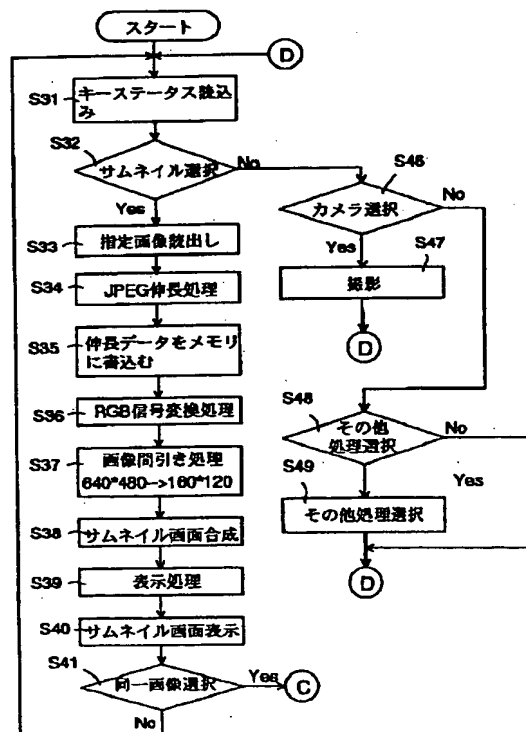 スタート
D
S31
キーステータス読込
み
S32
サムネイル選択
No
Yes
S46
カメラ選択
No
Yes
S33
指定画像読出し
S47
撮影
D
S34
JPEG伸長処理
S35
伸長データをメモリ
に書込む
S36
RGB信号変換処理
S37
画像間引き処理
640*480-->160*120
S48
その他
処理選択
No
Yes
S49
その他処理選択
D
S38
サムネイル画面合成
S39
表示処理
S40
サムネイル画面表示
S41
同一画像選択
Yes
C
No